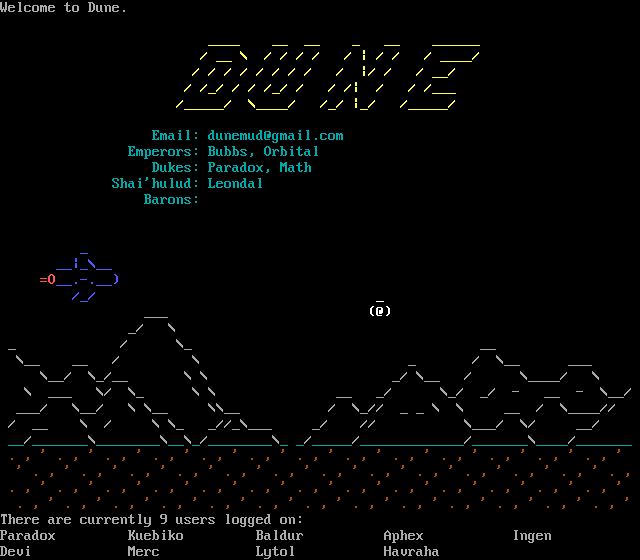 Welcome to Dune.
DUNE
Email: dunemud@gmail.com
Emperors: Bubbs, Orbital
Dukes: Paradox, Math
Shai'hulud: Leondal
Barons:
There are currently 9 users logged on:
Paradox Kuebiko Baldur Aphex Ingen
Devi Merc Lytol Havraha